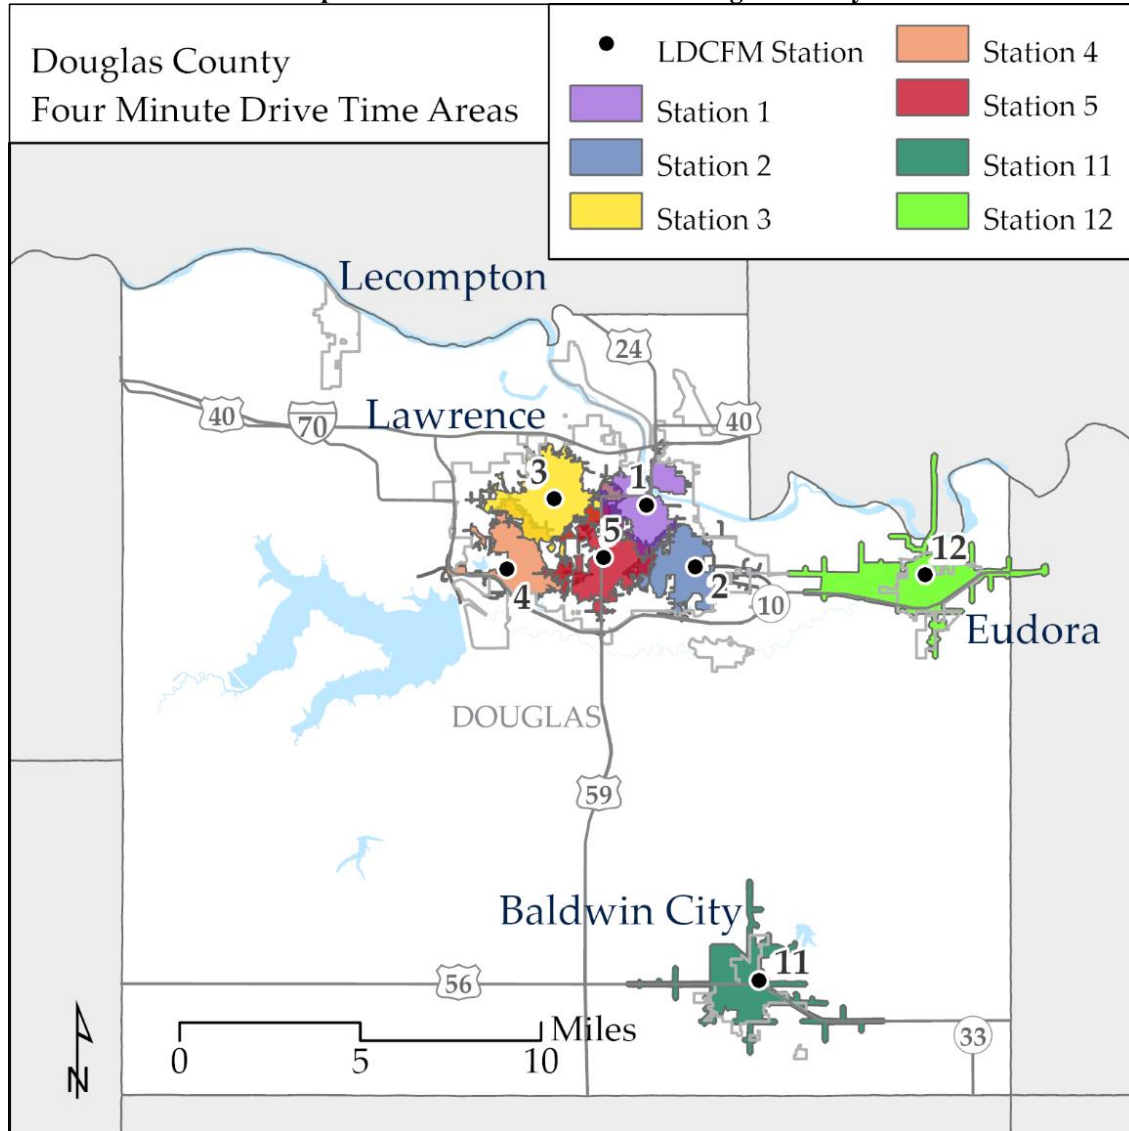 Douglas County
Four Minute Drive Time Areas
LDCFM Station
Station 1
Station 2
Station 3
Station 4
Station 5
Station 11
Station 12
Lecompton
24
40
70
Lawrence
40
3
1
5
4
2
12
10
Eudora
DOUGLAS
59
Baldwin City
11
56
Miles
0
5
10
33
N